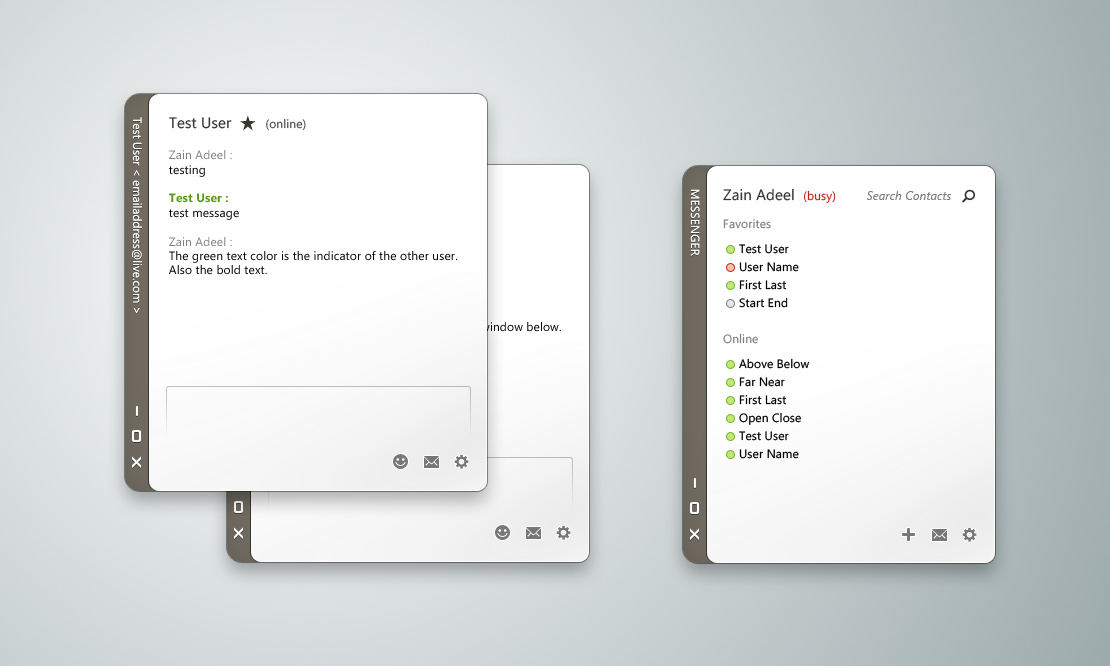 Test User < emailaddress@live.com >
Test User ★ (online)
Zain Adeel :
testing
Test User :
test message
Zain Adeel :
The green text color is the indicator of the other user.
Also the bold text.
below.
MESSENGER
Zain Adeel (busy) Search Contacts
Favorites
Test User
User Name
First Last
Start End
Online
Above Below
Far Near
First Last
Open Close
Test User
User Name